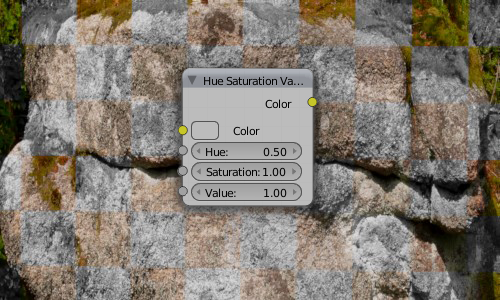 Hue Saturation Va...
Color
Color
Hue: 0.50
Saturation: 1.00
Value: 1.00